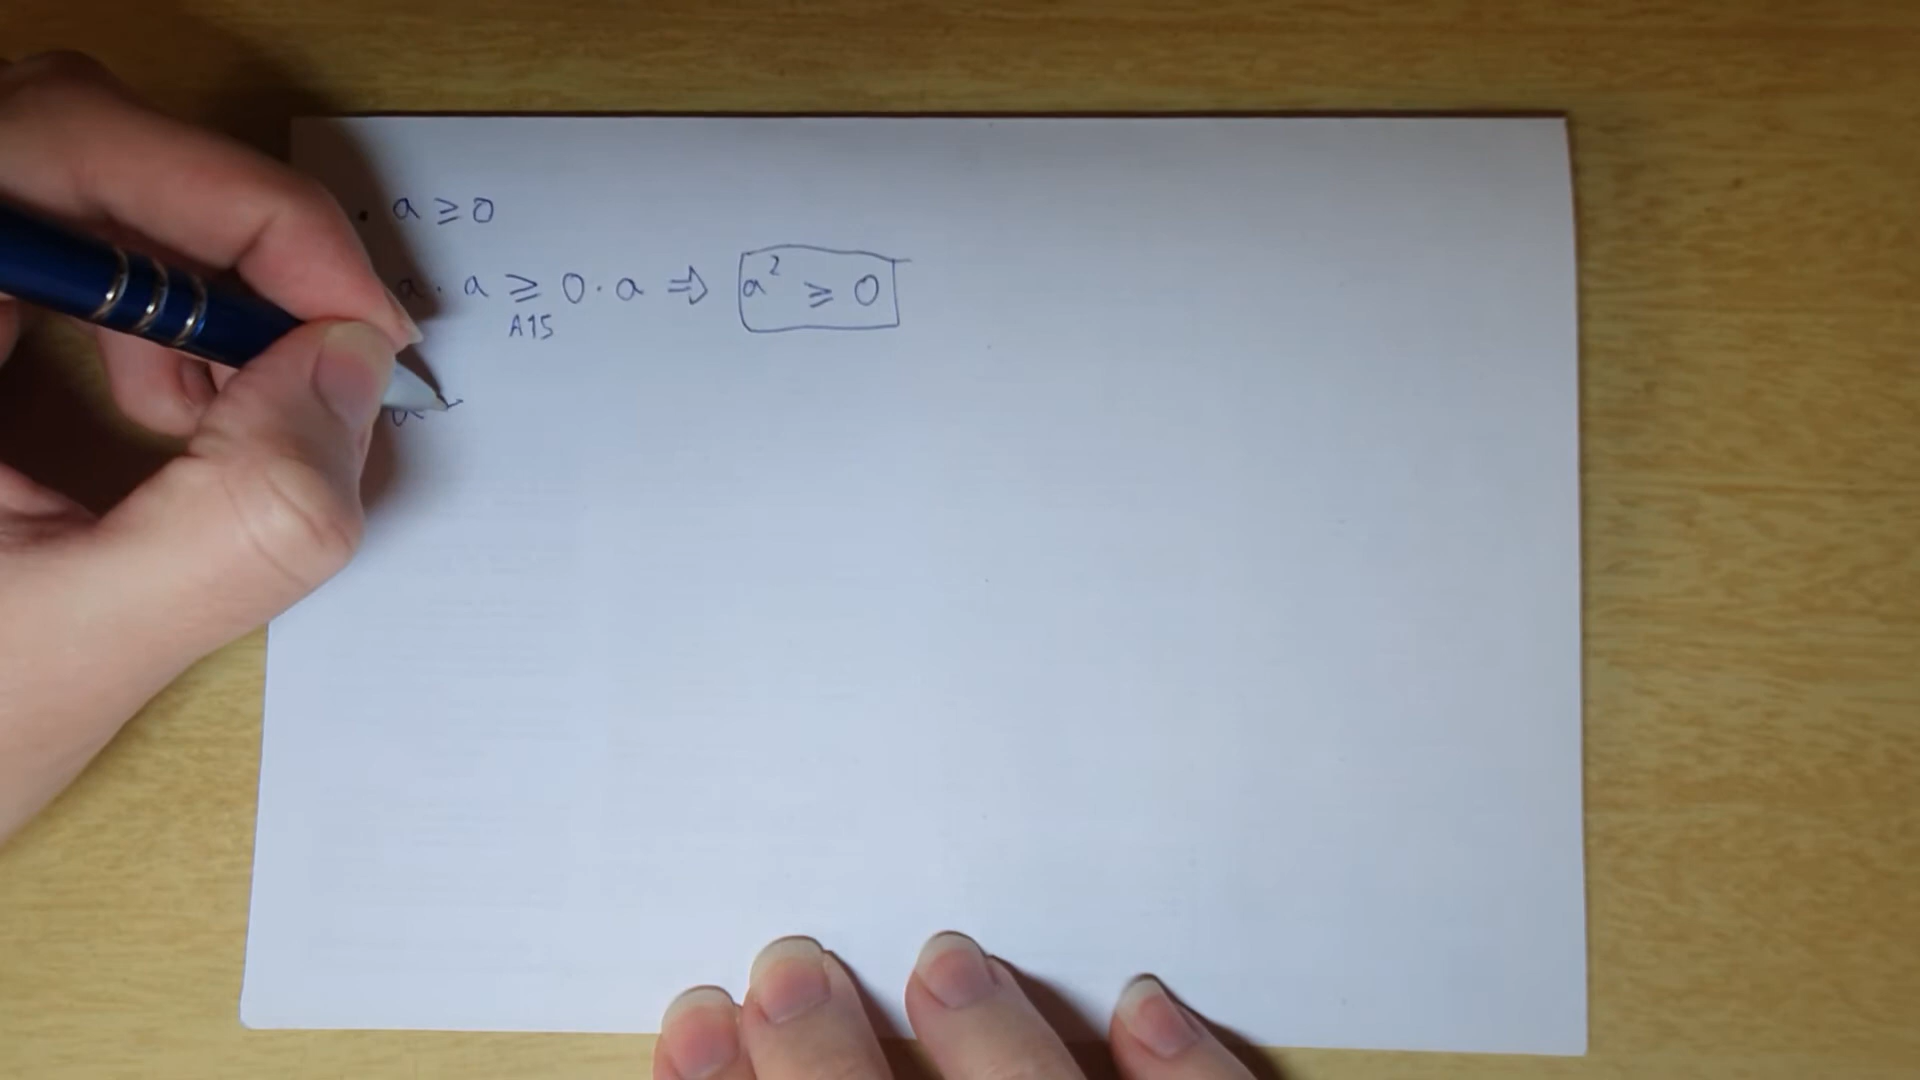 · a ≥ 0
a · a ≥ 0 · a ⇒ a² ≥ 0
A15
a